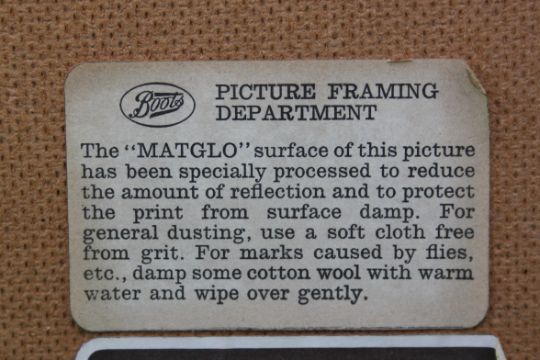 Boots
PICTURE FRAMING
DEPARTMENT
The "MATGLO" surface of this picture
has been specially processed to reduce
the amount of reflection and to protect
the print from surface damp. For
general dusting, use a soft cloth free
from grit. For marks caused by flies,
etc., damp some cotton wool with warm
water and wipe over gently.